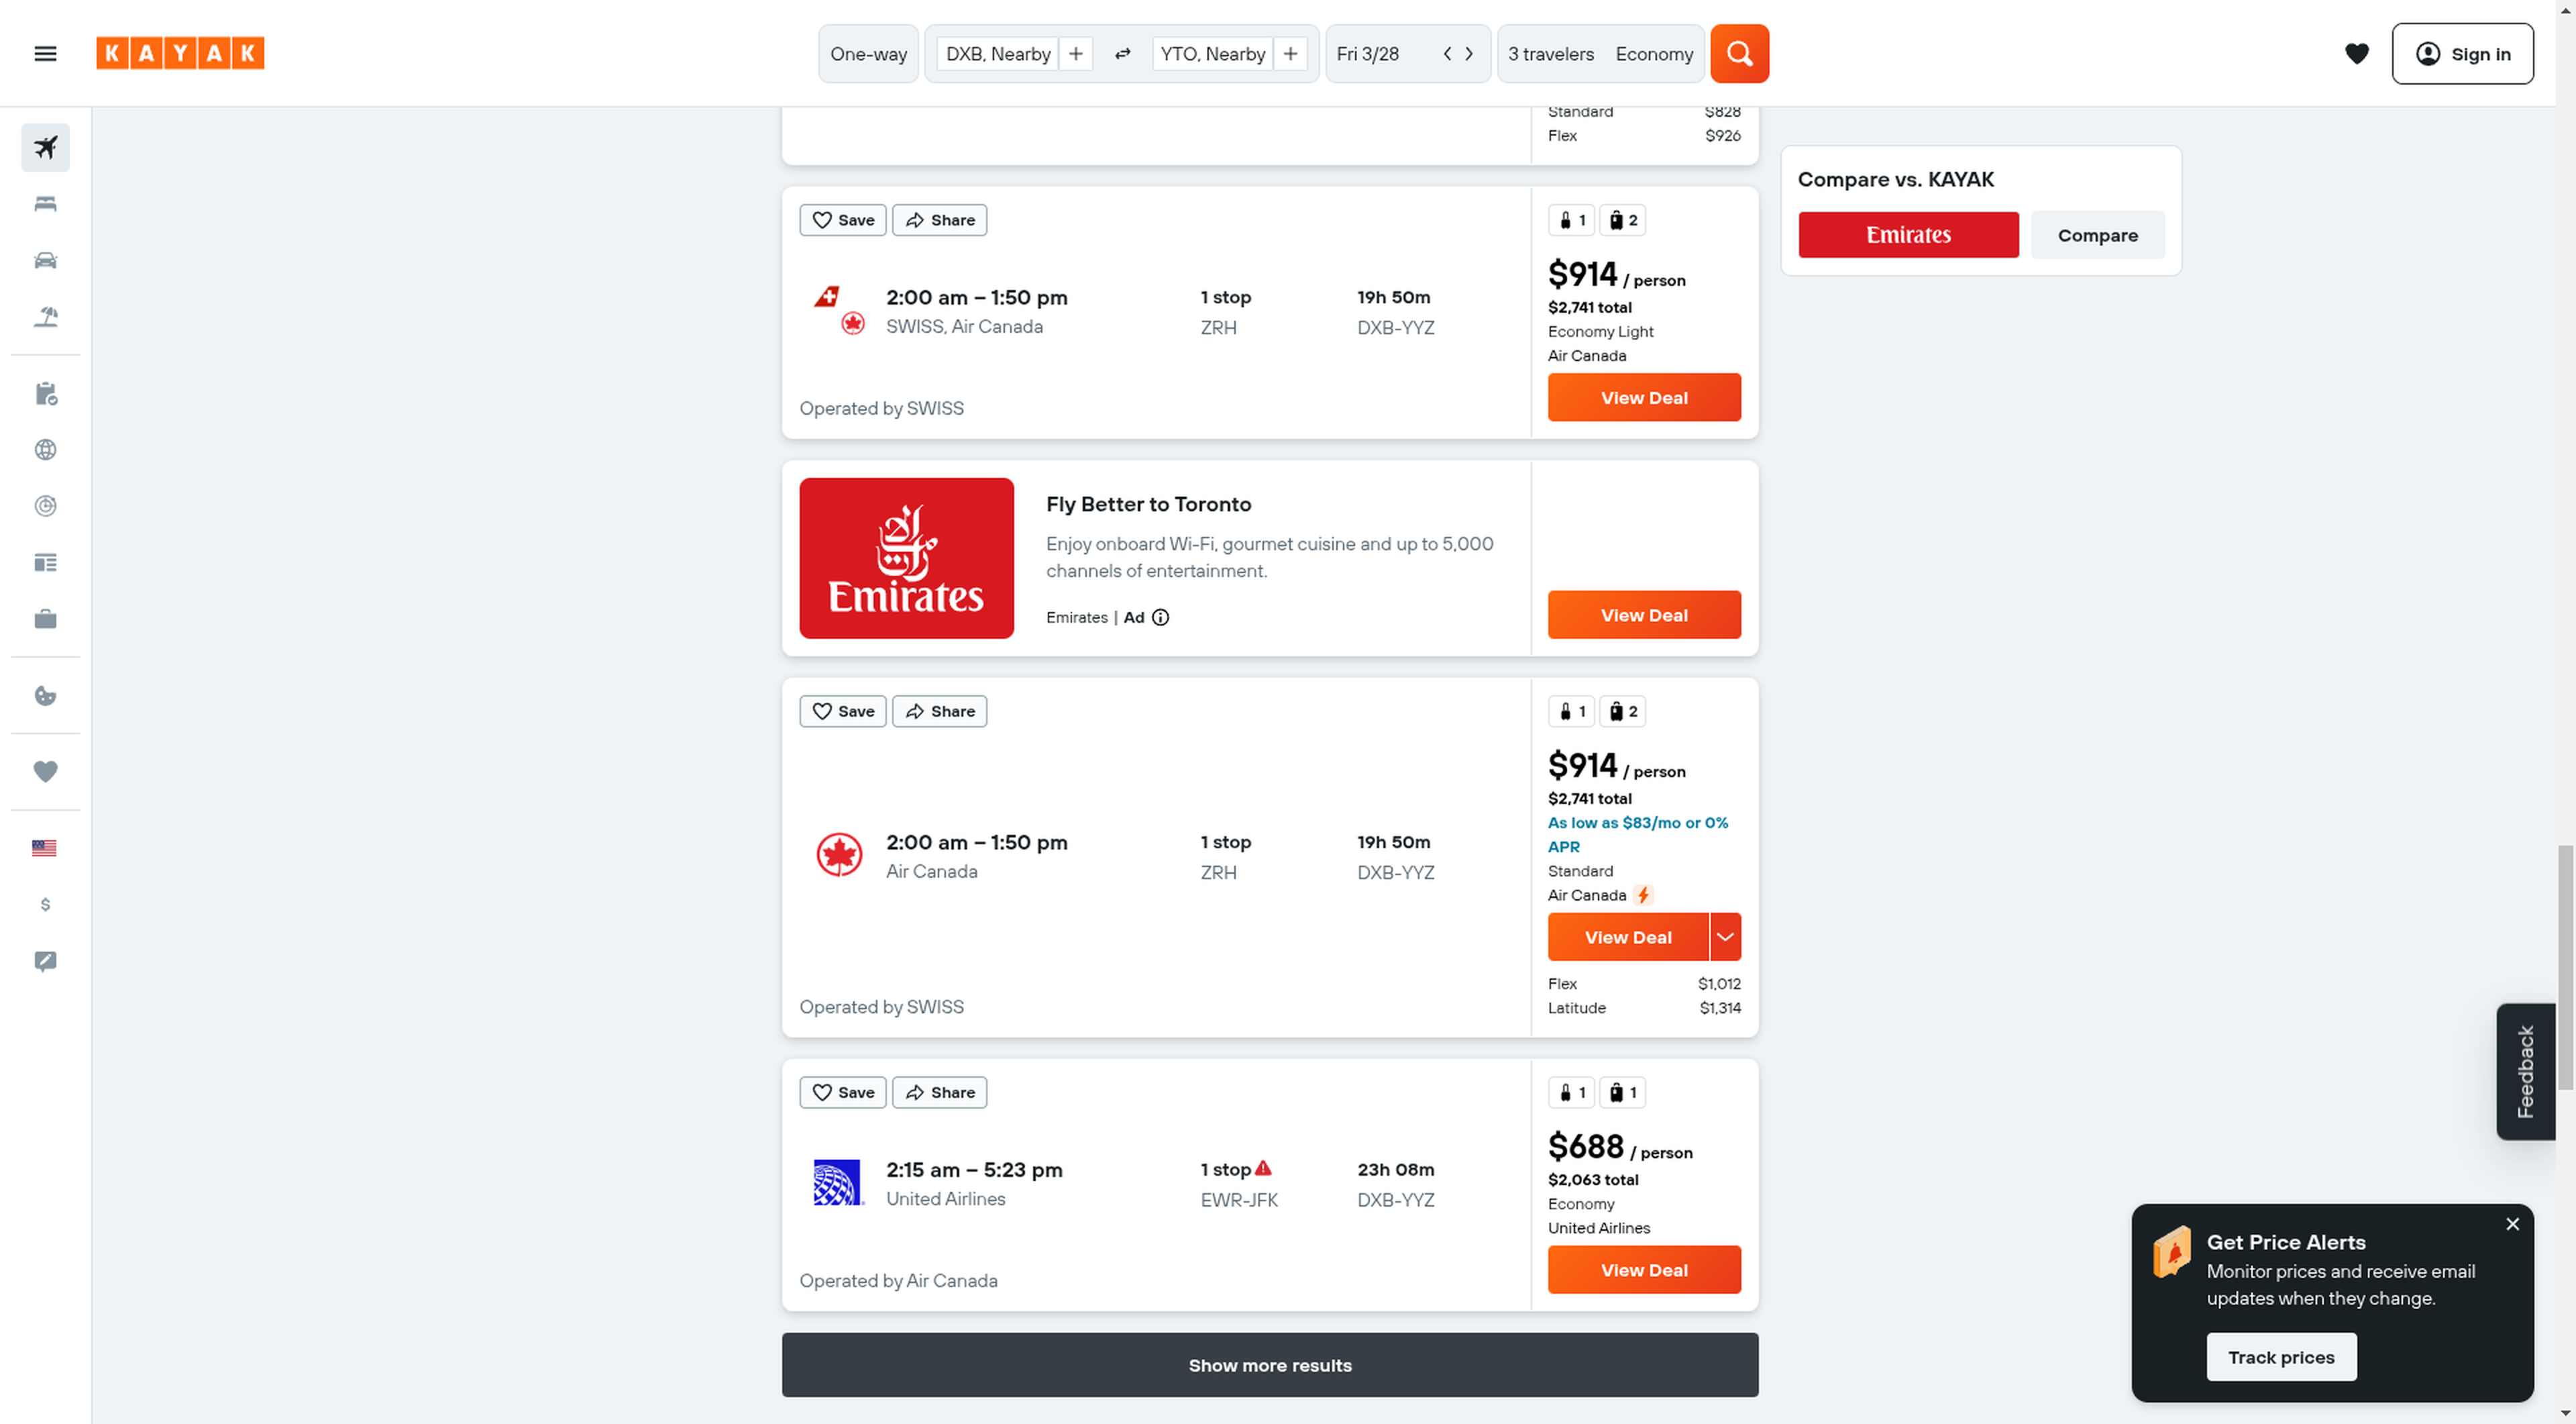 KAYAK
One-way
DXB, Nearby
YTO, Nearby
Fri 3/28
3 travelers Economy
Sign in
Standard $828
Flex $926
Save Share
1 2
2:00 am – 1:50 pm
SWISS, Air Canada
1 stop
ZRH
19h 50m
DXB-YYZ
Operated by SWISS
$914 / person
$2,741 total
Economy Light
Air Canada
View Deal
Compare vs. KAYAK
Emirates
Compare
الإمارات
Emirates
Fly Better to Toronto
Enjoy onboard Wi-Fi, gourmet cuisine and up to 5,000
channels of entertainment.
Emirates | Ad
View Deal
Save Share
1 2
2:00 am – 1:50 pm
Air Canada
1 stop
ZRH
19h 50m
DXB-YYZ
Operated by SWISS
$914 / person
$2,741 total
As low as $83/mo or 0%
APR
Standard
Air Canada
View Deal
Flex $1,012
Latitude $1,314
Save Share
1 1
2:15 am – 5:23 pm
United Airlines
1 stop
EWR-JFK
23h 08m
DXB-YYZ
Operated by Air Canada
$688 / person
$2,063 total
Economy
United Airlines
View Deal
Show more results
Feedback
Get Price Alerts
Monitor prices and receive email
updates when they change.
Track prices